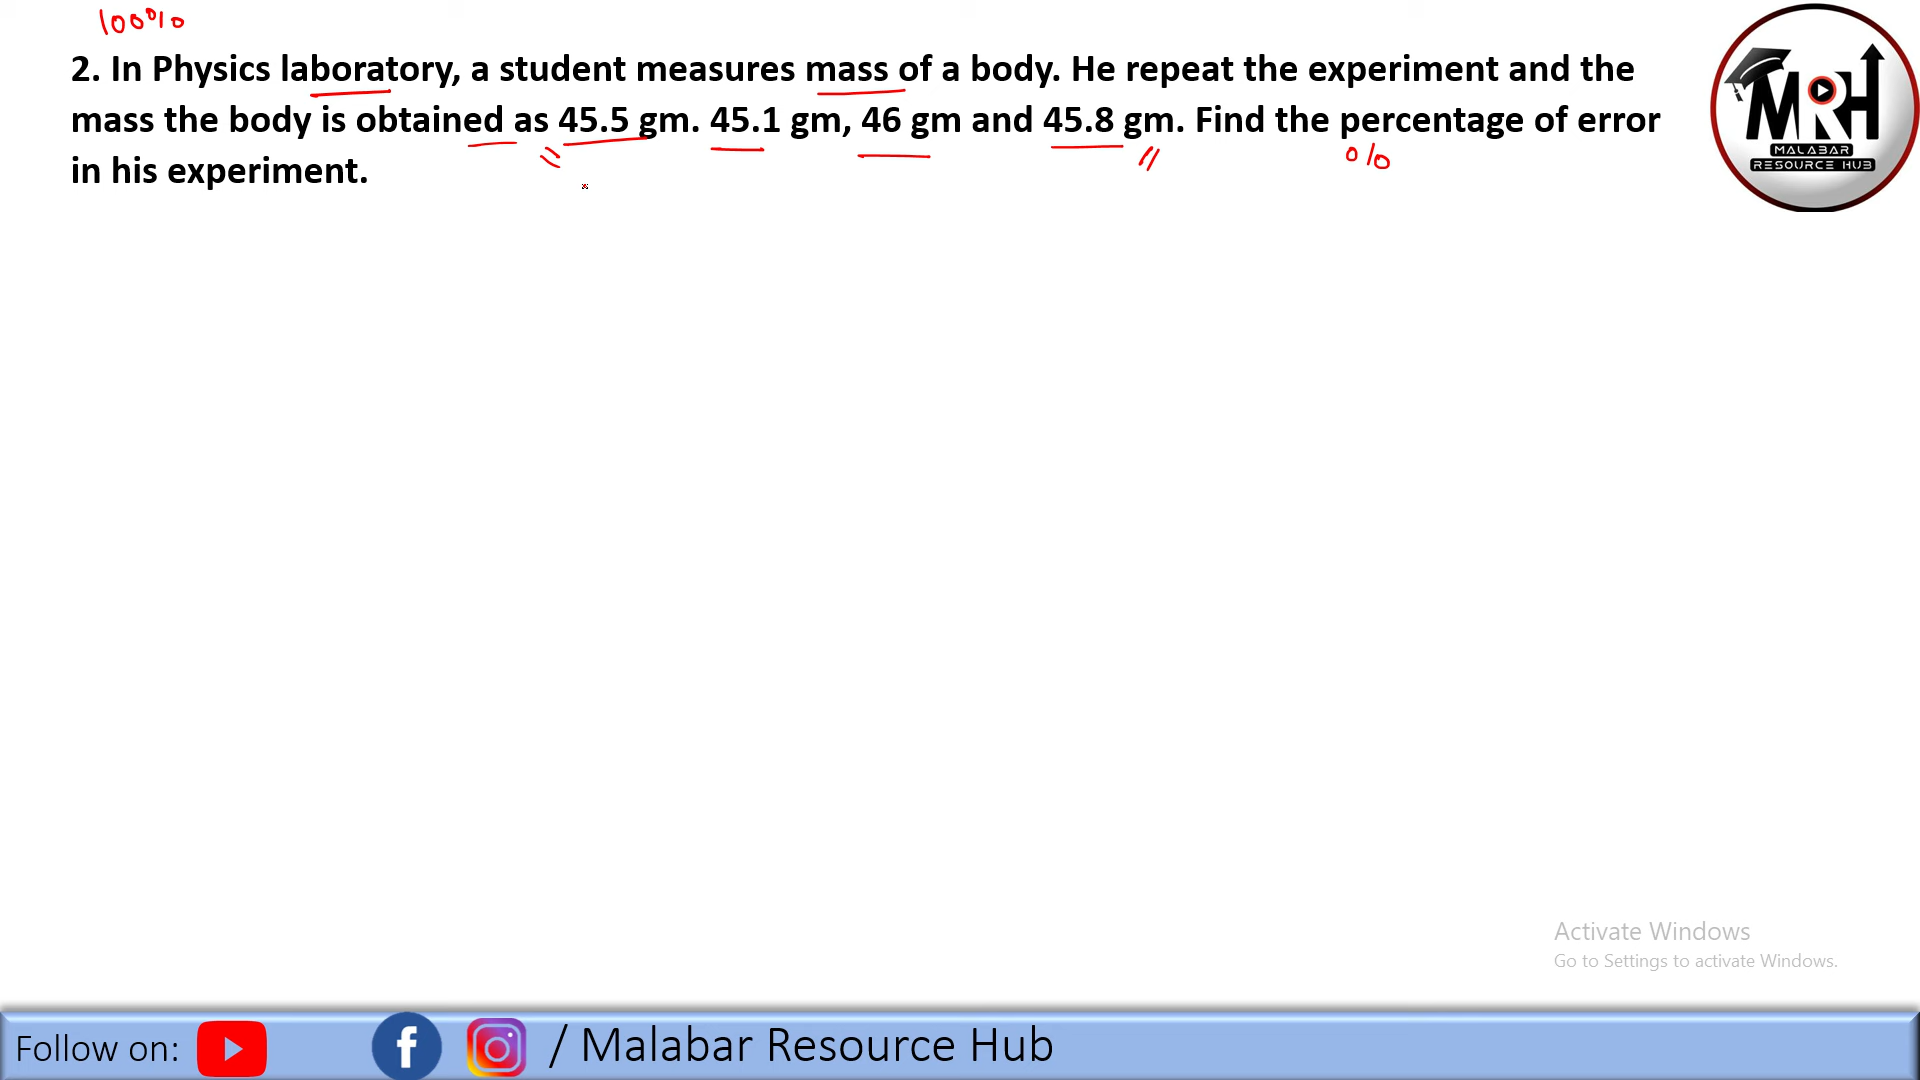 100%
2. In Physics laboratory, a student measures mass of a body. He repeat the experiment and the
mass the body is obtained as 45.5 gm. 45.1 gm, 46 gm and 45.8 gm. Find the percentage of error
%
in his experiment.
MRH
MALABAR
RESOURCE HUB
Activate Windows
Go to Settings to activate Windows.
Follow on: f / Malabar Resource Hub